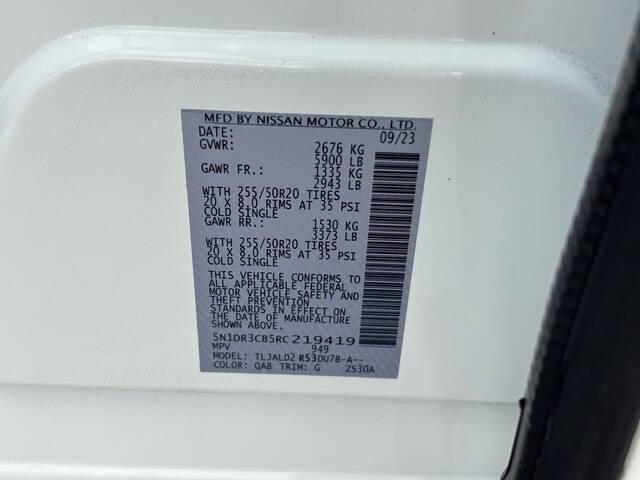 MFD BY NISSAN MOTOR CO., LTD.
DATE: 09/23
GVWR: 2676 KG
5900 LB
GAWR FR.: 1335 KG
2943 LB
WITH 255/50R20 TIRES
20 X 8.0 RIMS AT 35 PSI
COLD SINGLE
GAWR RR.: 1530 KG
3373 LB
WITH 255/50R20 TIRES
20 X 8.0 RIMS AT 35 PSI
COLD SINGLE
THIS VEHICLE CONFORMS TO
ALL APPLICABLE FEDERAL
MOTOR VEHICLE SAFETY AND
THEFT PREVENTION
STANDARDS IN EFFECT ON
THE DATE OF MANUFACTURE
5N1DR3CB5RC219419
MPV 949
MODEL: TLJALDZ R53DU7B-A--
COLOR: QAB TRIM: G ZS30A